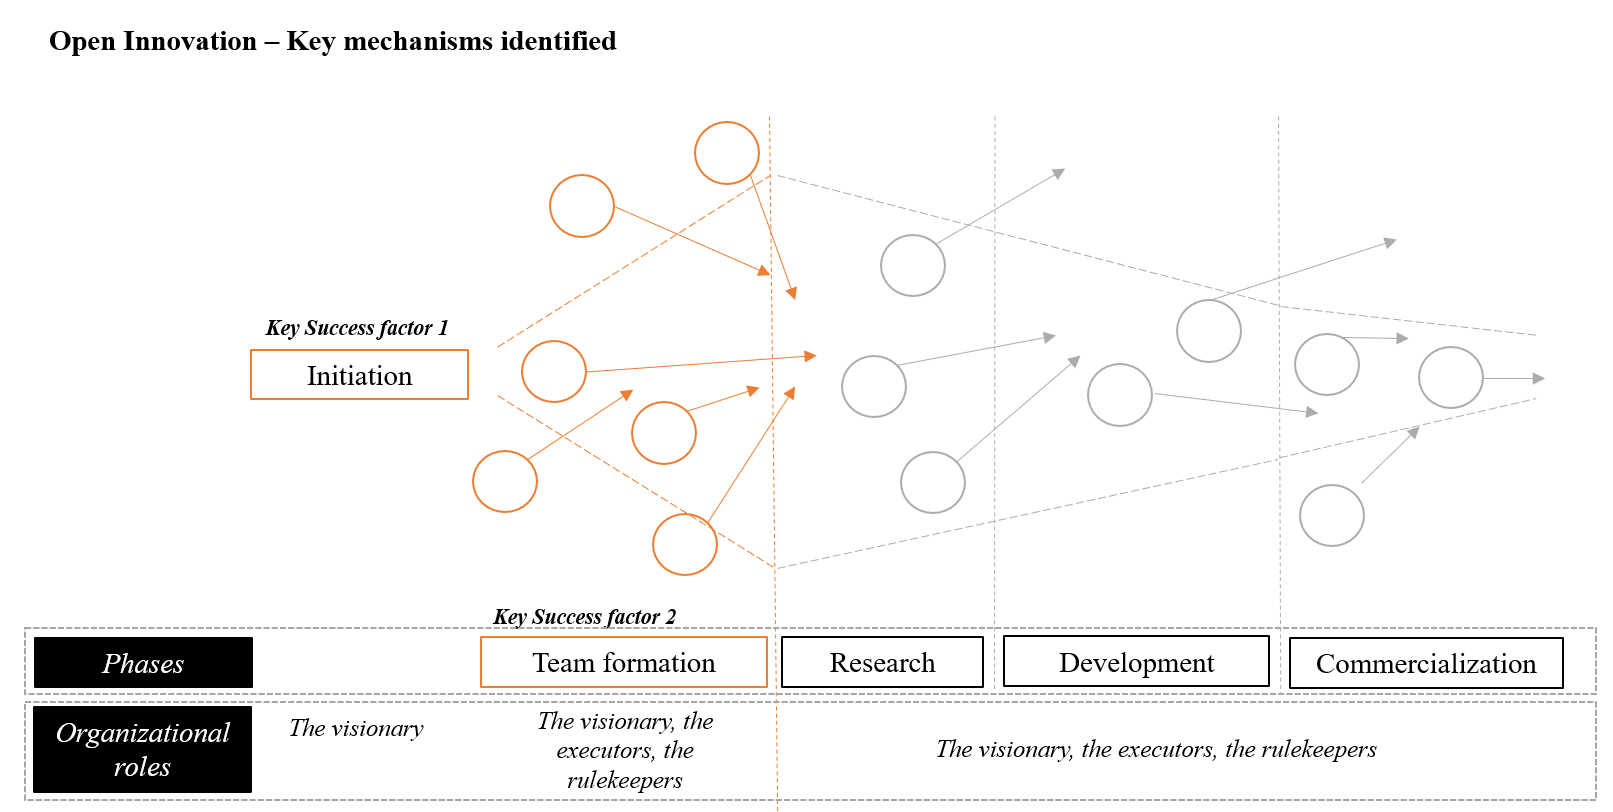 Open Innovation – Key mechanisms identified
Key Success factor 1
Initiation
Key Success factor 2
Phases
Team formation
Research
Development
Commercialization
Organizational
roles
The visionary
The visionary, the
executors, the
rulekeepers
The visionary, the executors, the rulekeepers